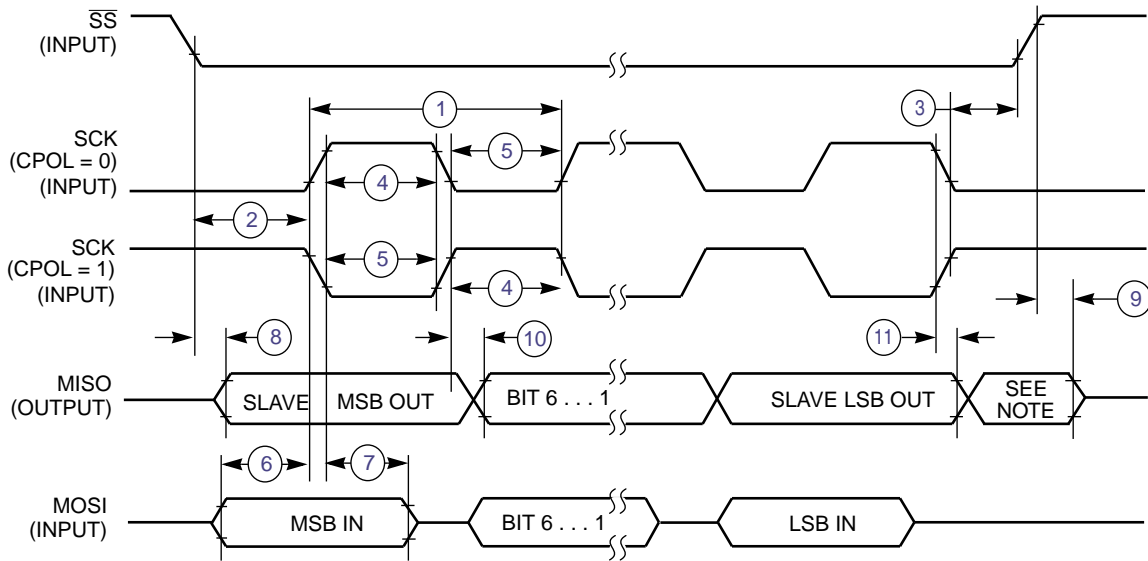 SS
(INPUT)
1
3
SCK
(CPOL = 0)
(INPUT)
5
4
2
SCK
(CPOL = 1)
(INPUT)
5
4
9
8
10
11
MISO
(OUTPUT)
SLAVE
MSB OUT
BIT 6 . . . 1
SLAVE LSB OUT
SEE
NOTE
6
7
MOSI
(INPUT)
MSB IN
BIT 6 . . . 1
LSB IN